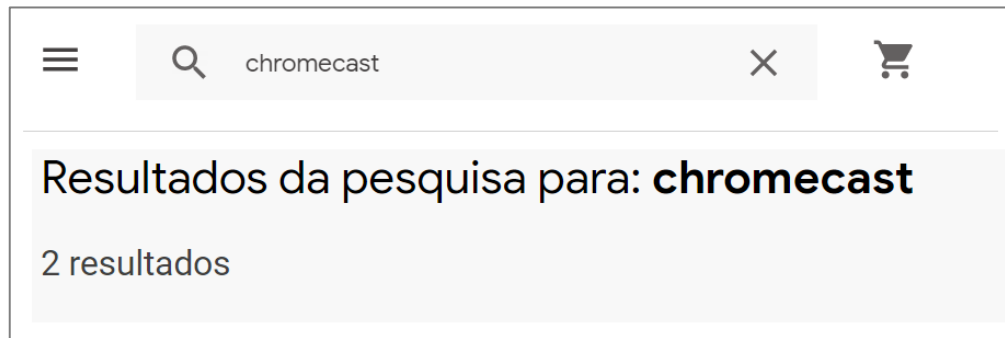 chromecast
Resultados da pesquisa para: chromecast
2 resultados